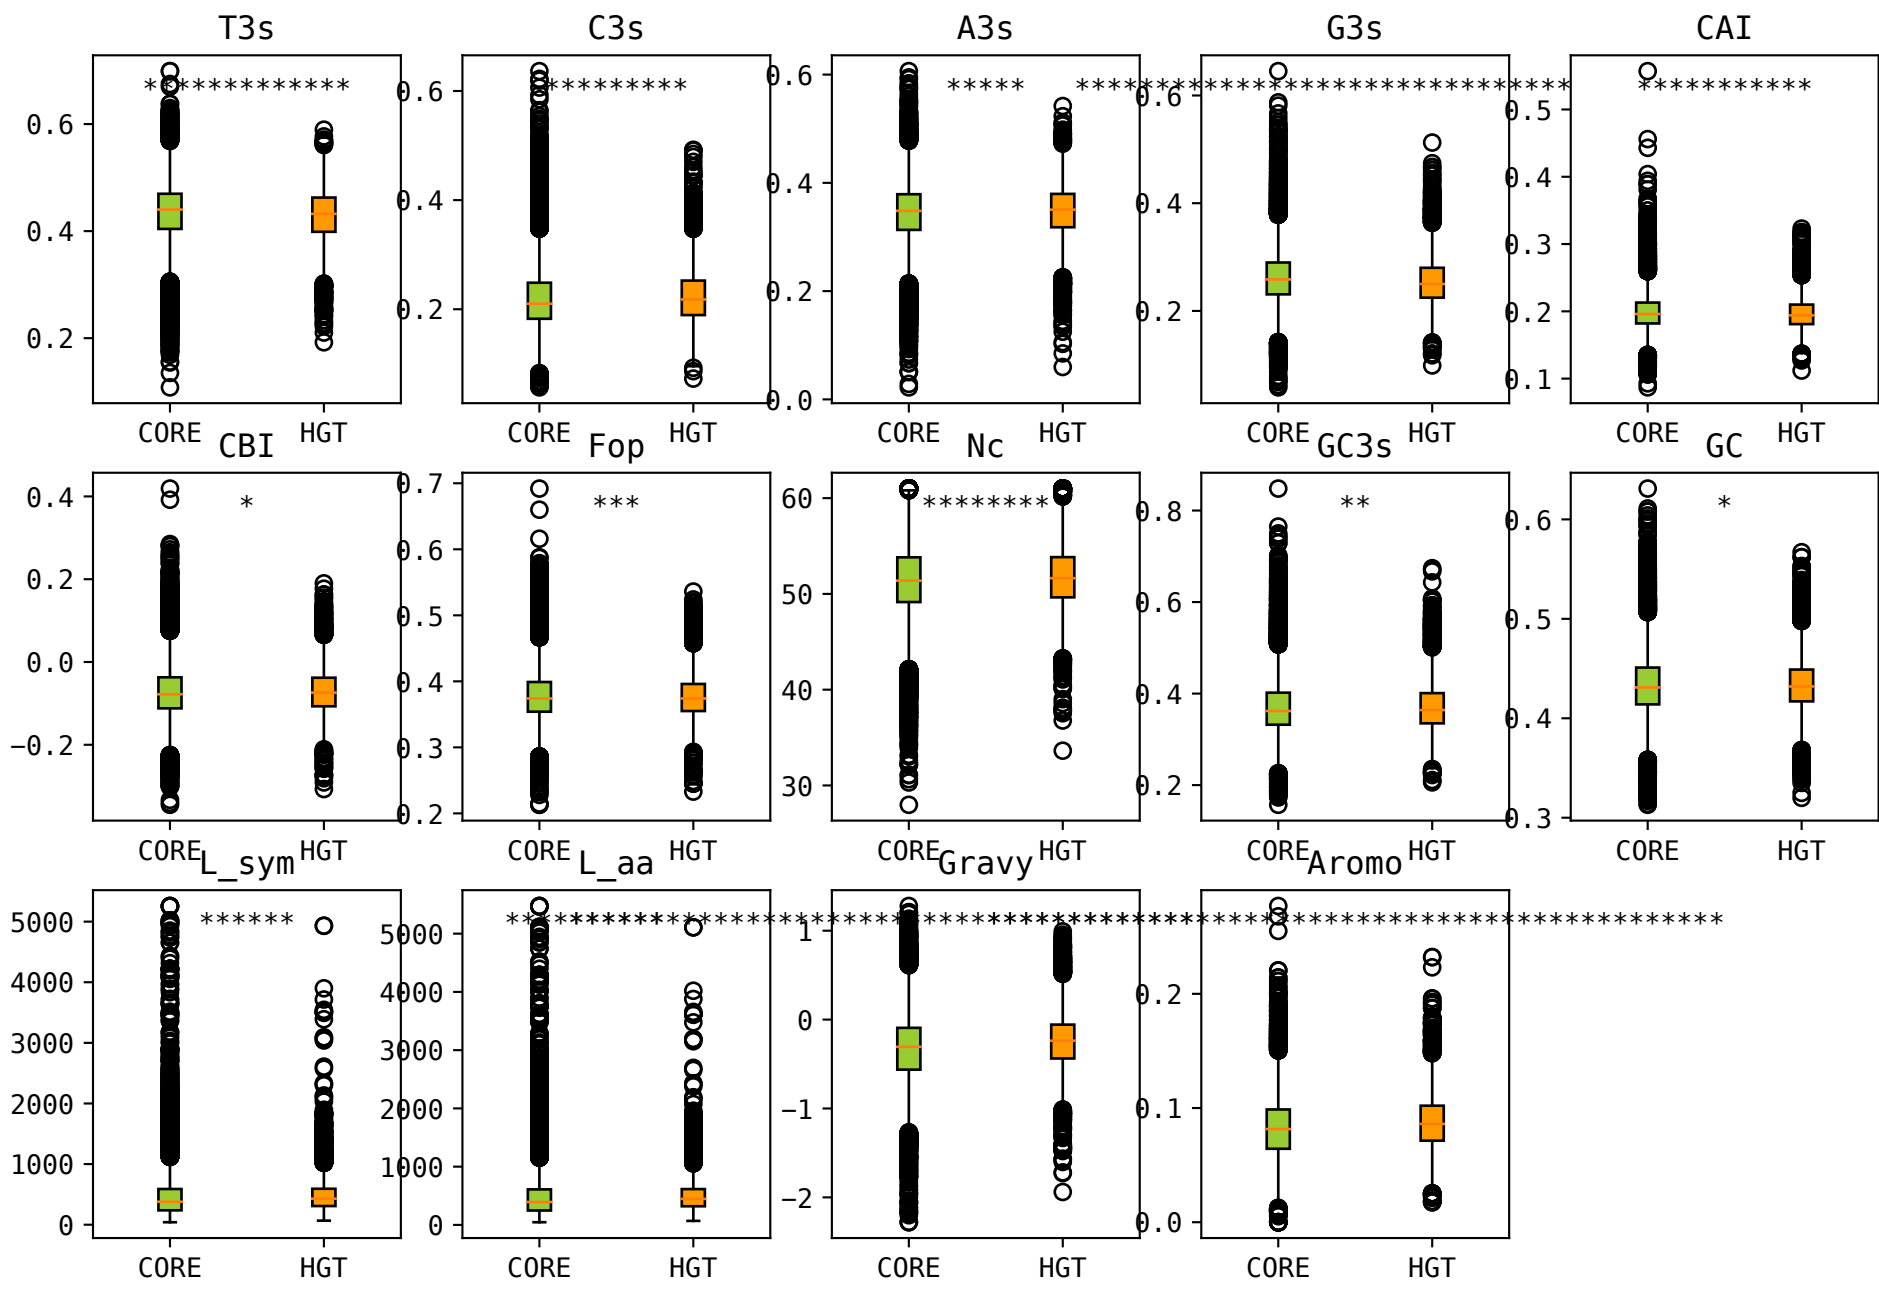 T3s C3s A3s G3s CAI
************* ********* ***** ***********
0.6 0.4 0.2
0.6 0.4 0.2
0.6 0.4 0.2 0.0
0.6 0.4 0.2
0.5 0.4 0.3 0.2 0.1
CORE HGT CORE HGT CORE HGT CORE HGT CORE HGT
CBI Fop Nc GC3s GC
* *** ******** ** *
0.4 0.2 0.0 −0.2
0.7 0.6 0.5 0.4 0.3 0.2
60 50 40 30
0.8 0.6 0.4 0.2
0.6 0.5 0.4 0.3
CORE HGT CORE HGT CORE HGT CORE HGT CORE HGT
L_sym L_aa Gravy Aromo
****** ******
5000 4000 3000 2000 1000 0
5000 4000 3000 2000 1000 0
1 0 −1 −2
0.2 0.1 0.0
CORE HGT CORE HGT CORE HGT CORE HGT